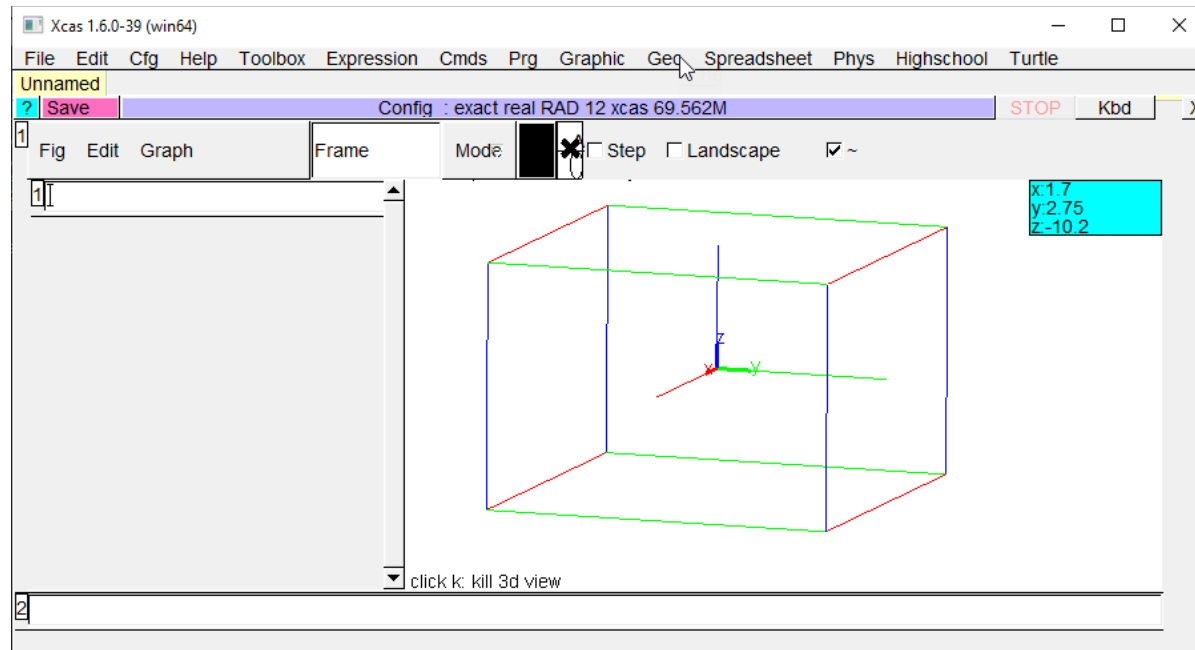 Xcas 1.6.0-39 (win64)
File Edit Cfg Help Toolbox Expression Cmds Prg Graphic Geo Spreadsheet Phys Highschool Turtle
Unnamed
? Save Config : exact real RAD 12 xcas 69.562M STOP Kbd X
1
Fig Edit Graph Frame Mode Step Landscape ~
1
x:1.7
y:2.75
z:-10.2
z
x y
click k: kill 3d view
2